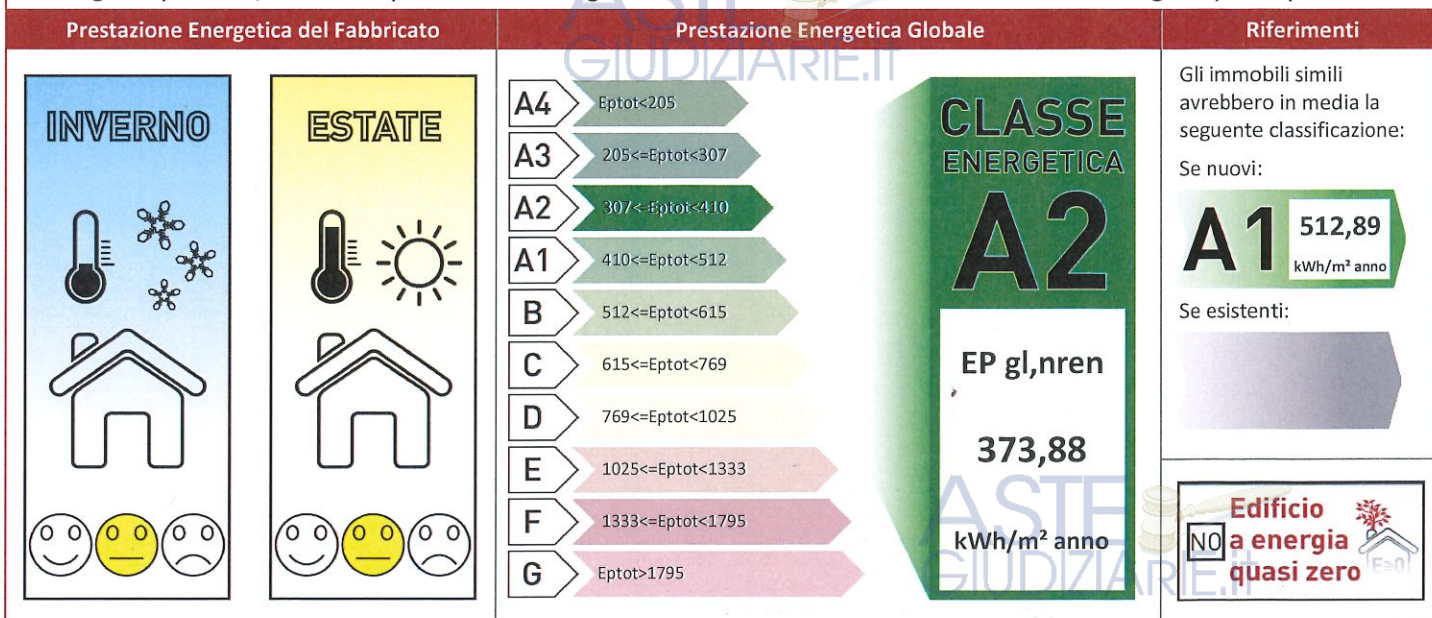 Prestazione Energetica del Fabbricato
Prestazione Energetica Globale
Riferimenti
ASTE
GIUDIZIARIE.IT
INVERNO
ESTATE
A4 Eptot<205
A3 205<=Eptot<307
A2 307<=Eptot<410
A1 410<=Eptot<512
B 512<=Eptot<615
C 615<=Eptot<769
D 769<=Eptot<1025
E 1025<=Eptot<1333
F 1333<=Eptot<1795
G Eptot>1795
CLASSE
ENERGETICA
A2
EP gl,nren
373,88
kWh/m² anno
ASTE
GIUDIZIARIE.IT
Gli immobili simili
avrebbero in media la
seguente classificazione:
Se nuovi:
A1
512,89
kWh/m² anno
Se esistenti:
NO
Edificio
a energia
quasi zero